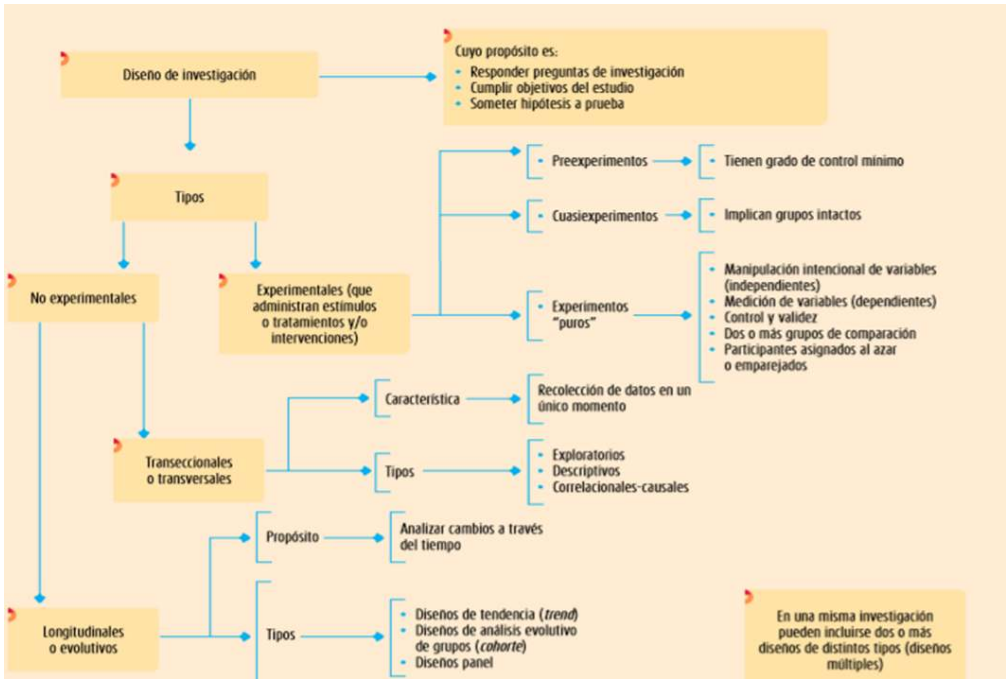 Diseño de investigación
Cuyo propósito es:
• Responder preguntas de investigación
• Cumplir objetivos del estudio
• Someter hipótesis a prueba
Tipos
No experimentales
Experimentales (que
administran estímulos
o tratamientos y/o
intervenciones)
• Preexperimentos
• Tienen grado de control mínimo
• Cuasiexperimentos
• Implican grupos intactos
• Experimentos
"puros"
• Manipulación intencional de variables
(independientes)
• Medición de variables (dependientes)
• Control y validez
• Dos o más grupos de comparación
• Participantes asignados al azar
o emparejados
Transeccionales
o transversales
Característica
Recolección de datos en un
único momento
Tipos
• Exploratorios
• Descriptivos
• Correlacionales-causales
Longitudinales
o evolutivos
Propósito
Analizar cambios a través
del tiempo
Tipos
• Diseños de tendencia (trend)
• Diseños de análisis evolutivo
de grupos (cohorte)
• Diseños panel
En una misma investigación
pueden incluirse dos o más
diseños de distintos tipos (diseños
múltiples)